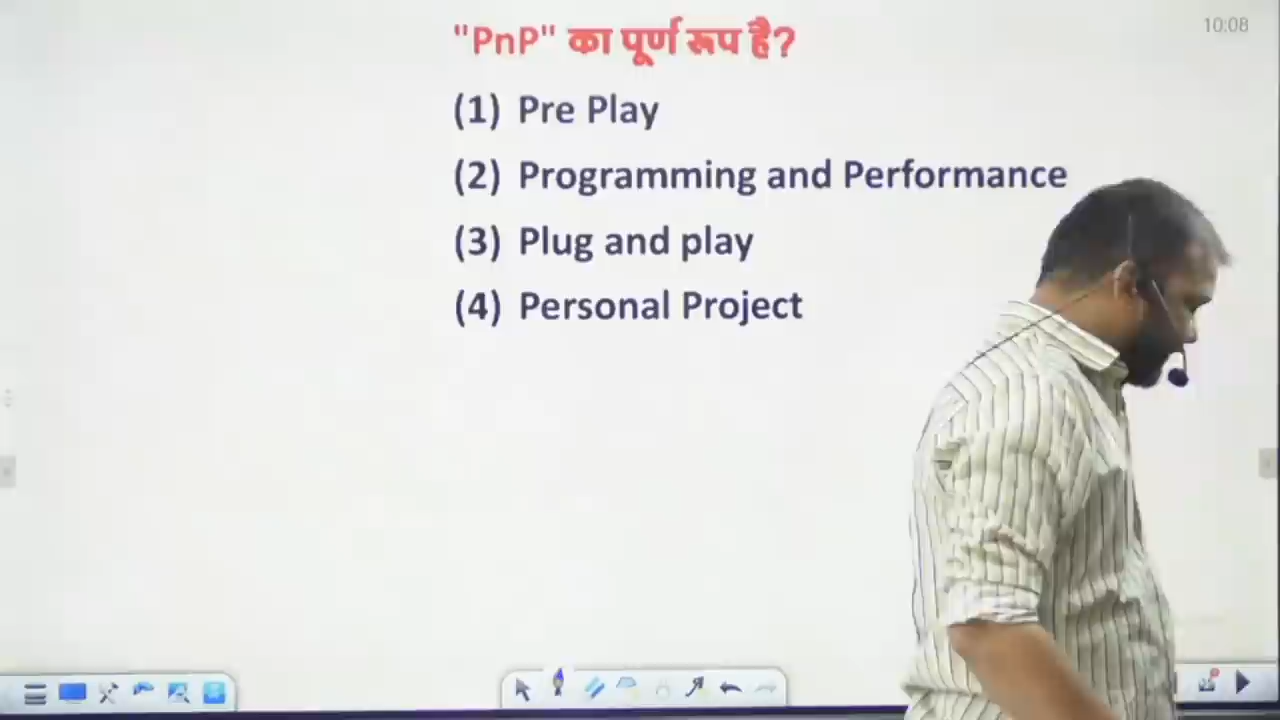 10:08
"PnP" का पूर्ण रूप है?
(1) Pre Play
(2) Programming and Performance
(3) Plug and play
(4) Personal Project